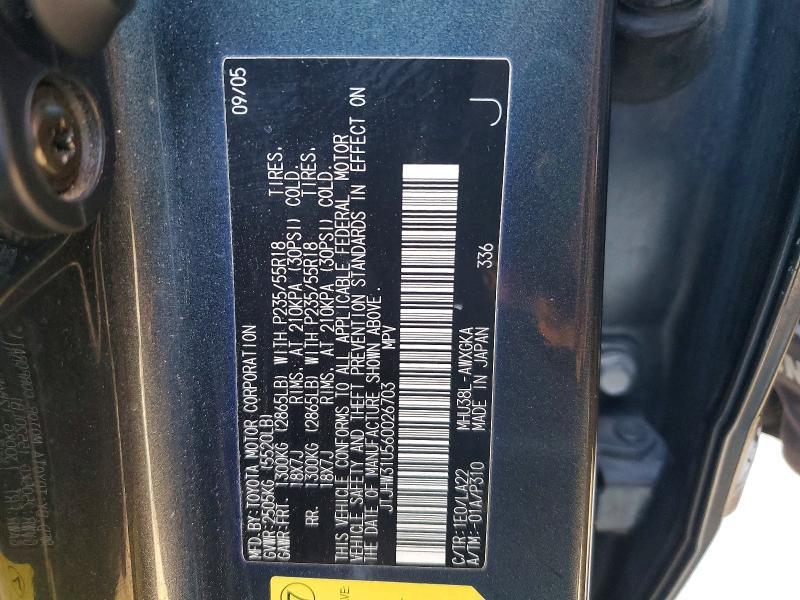 MFD.BY:TOYOTA MOTOR CORPORATION 09/05
GVWR:2505KG (5520LB)
GAWR:FRT. 1300KG (2865LB) WITH P235/55R18 TIRES,
18X7J RIMS, AT 210KPA (30PSI) COLD.
RR. 1300KG (2865LB) WITH P235/55R18 TIRES,
18X7J RIMS, AT 210KPA (30PSI) COLD.
THIS VEHICLE CONFORMS TO ALL APPLICABLE FEDERAL MOTOR
VEHICLE SAFETY AND THEFT PREVENTION STANDARDS IN EFFECT ON
THE DATE OF MANUFACTURE SHOWN ABOVE.
JTJHW31U560026703 MPV
C/TR:1E0/LA22 MHU38L-AWXGKA 336
A/TM:-01A/P310 MADE IN JAPAN J